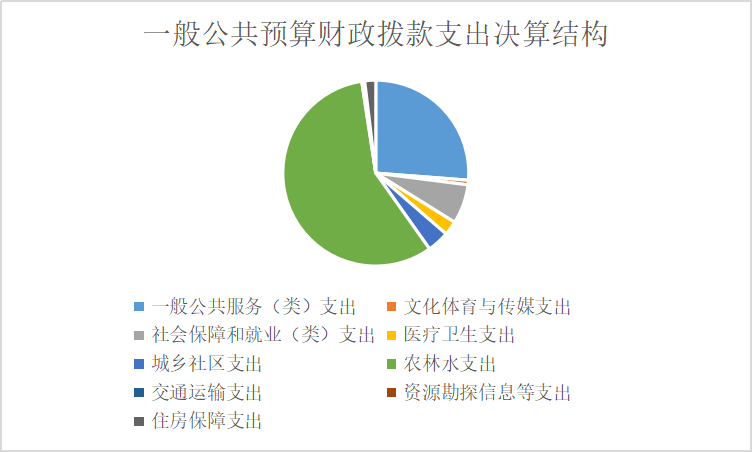 一般公共预算财政拨款支出决算结构
一般公共服务（类）支出 文化体育与传媒支出
社会保障和就业（类）支出 医疗卫生支出
城乡社区支出 农林水支出
交通运输支出 资源勘探信息等支出
住房保障支出